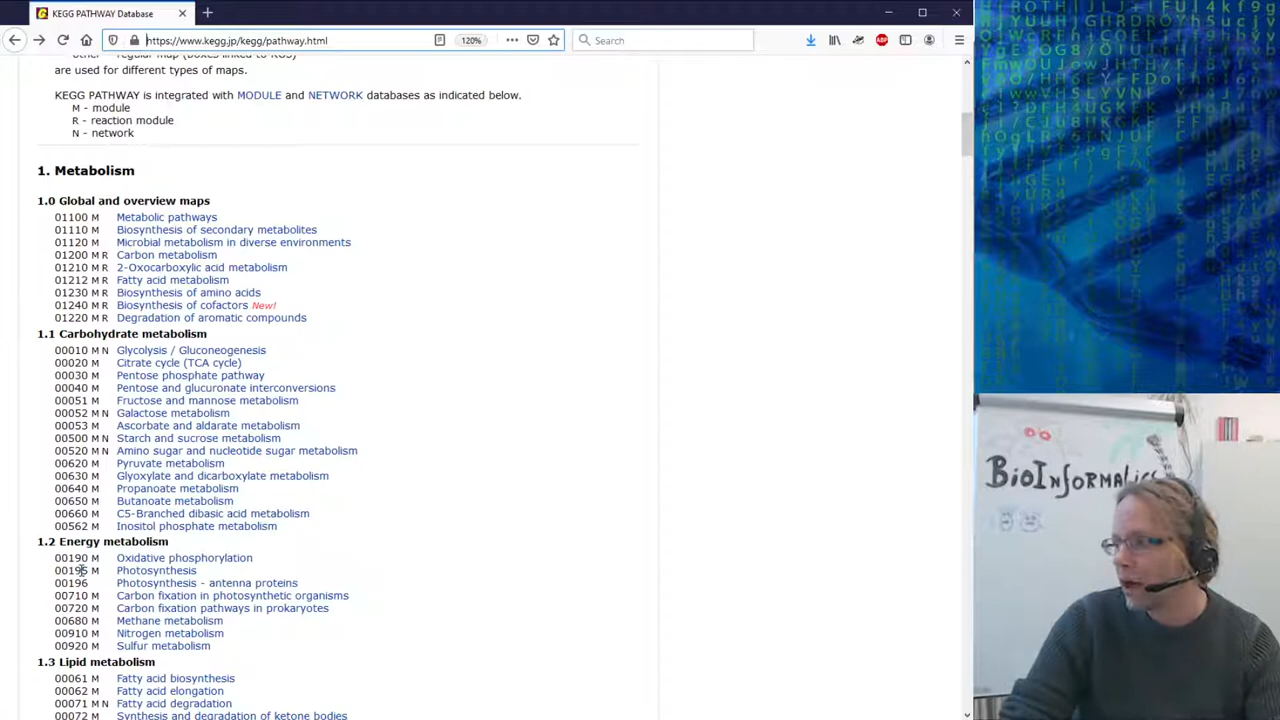 KEGG PATHWAY Database
https://www.kegg.jp/kegg/pathway.html
120%
Search
are used for different types of maps.
KEGG PATHWAY is integrated with MODULE and NETWORK databases as indicated below.
M - module
R - reaction module
N - network
1. Metabolism
1.0 Global and overview maps
01100 M Metabolic pathways
01110 M Biosynthesis of secondary metabolites
01120 M Microbial metabolism in diverse environments
01200 M R Carbon metabolism
01210 M R 2-Oxocarboxylic acid metabolism
01212 M R Fatty acid metabolism
01230 M R Biosynthesis of amino acids
01240 M R Biosynthesis of cofactors New!
01220 M R Degradation of aromatic compounds
1.1 Carbohydrate metabolism
00010 M N Glycolysis / Gluconeogenesis
00020 M Citrate cycle (TCA cycle)
00030 M Pentose phosphate pathway
00040 M Pentose and glucuronate interconversions
00051 M Fructose and mannose metabolism
00052 M N Galactose metabolism
00053 M Ascorbate and aldarate metabolism
00500 M N Starch and sucrose metabolism
00520 M N Amino sugar and nucleotide sugar metabolism
00620 M Pyruvate metabolism
00630 M Glyoxylate and dicarboxylate metabolism
00640 M Propanoate metabolism
00650 M Butanoate metabolism
00660 M C5-Branched dibasic acid metabolism
00562 M Inositol phosphate metabolism
1.2 Energy metabolism
00190 M Oxidative phosphorylation
00195 M Photosynthesis
00196 Photosynthesis - antenna proteins
00710 M Carbon fixation in photosynthetic organisms
00720 M Carbon fixation pathways in prokaryotes
00680 M Methane metabolism
00910 M Nitrogen metabolism
00920 M Sulfur metabolism
1.3 Lipid metabolism
00061 M Fatty acid biosynthesis
00062 M Fatty acid elongation
00071 M N Fatty acid degradation
00072 M Synthesis and degradation of ketone bodies
BioInformatics